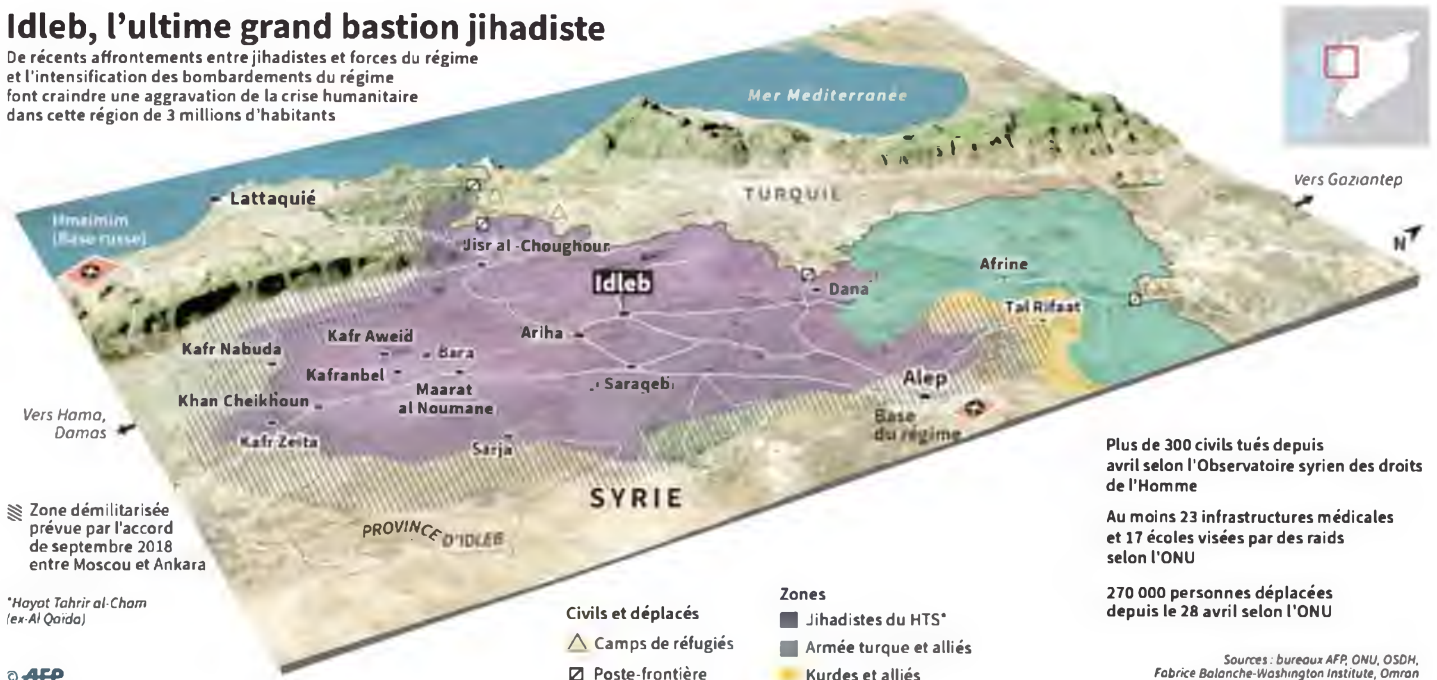 Idleb, l'ultime grand bastion jihadiste
De récents affrontements entre jihadistes et forces du régime
et l'intensification des bombardements du régime
font craindre une aggravation de la crise humanitaire
dans cette région de 3 millions d'habitants
Mer Mediterranee
Vers Gaziantep
N
TURQUIE
Lattaquié
Hmeimim
(Base russe)
Jisr al-Choughour
Idleb
Dana
Afrine
Tal Rifaat
Kafr Aweid
Ariha
Kafr Nabuda
Bara
Kafranbel
Saraqeb
Alep
Maarat
al Noumane
Khan Cheikhoun
Vers Hama,
Damas
Base
du régime
Kafr Zeita
Sarja
SYRIE
PROVINCE D'IDLEB
Zone démilitarisée
prévue par l'accord
de septembre 2018
entre Moscou et Ankara
*Hayat Tahrir al-Cham
(ex-Al Qaïda)
© AFP
Civils et déplacés
Camps de réfugiés
Poste-frontière
Zones
Jihadistes du HTS*
Armée turque et alliés
Kurdes et alliés
Plus de 300 civils tués depuis
avril selon l'Observatoire syrien des droits
de l'Homme
Au moins 23 infrastructures médicales
et 17 écoles visées par des raids
selon l'ONU
270 000 personnes déplacées
depuis le 28 avril selon l'ONU
Sources : bureaux AFP, ONU, OSDH,
Fabrice Balanche-Washington Institute, Omran